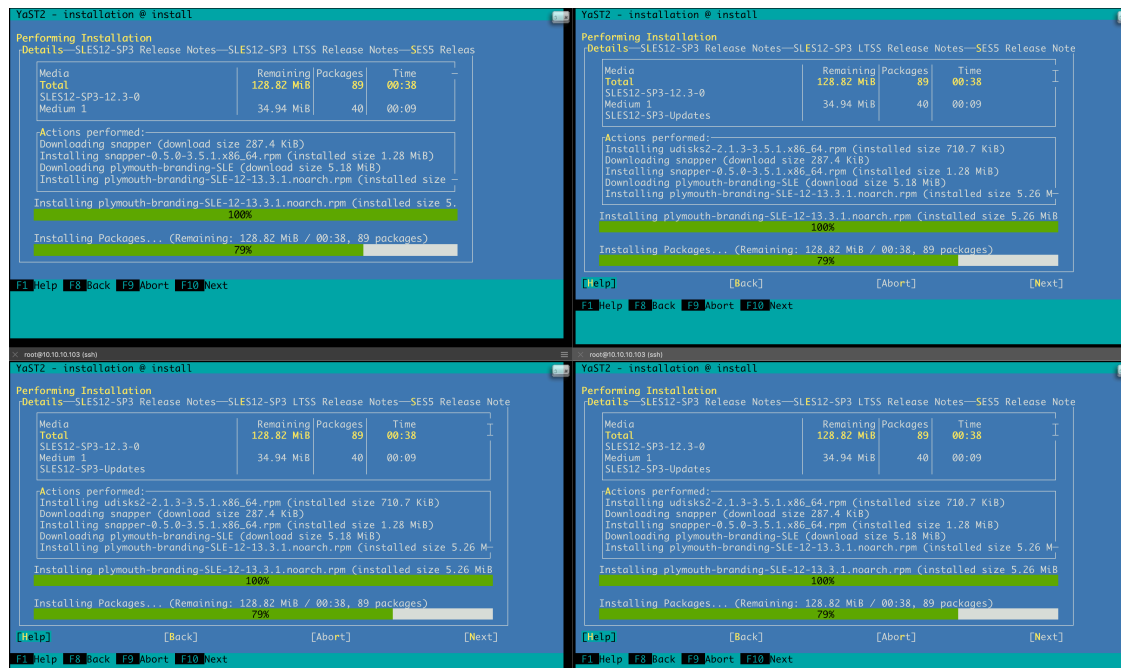 YaST2 - installation @ install
Performing Installation
Details—SLES12-SP3 Release Notes—SLES12-SP3 LTSS Release Notes—SES5 Releas
Media Remaining Packages Time
Total 128.82 MiB 89 00:38
SLES12-SP3-12.3-0
Medium 1 34.94 MiB 40 00:09
Actions performed:
Downloading snapper (download size 287.4 KiB)
Installing snapper-0.5.0-3.5.1.x86_64.rpm (installed size 1.28 MiB)
Downloading plymouth-branding-SLE (download size 5.18 MiB)
Installing plymouth-branding-SLE-12-13.3.1.noarch.rpm (installed size
Installing plymouth-branding-SLE-12-13.3.1.noarch.rpm (installed size 5.
100%
Installing Packages... (Remaining: 128.82 MiB / 00:38, 89 packages)
79%
F1 Help F8 Back F9 Abort F10 Next
YaST2 - installation @ install
Performing Installation
Details—SLES12-SP3 Release Notes—SLES12-SP3 LTSS Release Notes—SES5 Release Note
Media Remaining Packages Time
Total 128.82 MiB 89 00:38
SLES12-SP3-12.3-0
Medium 1 34.94 MiB 40 00:09
SLES12-SP3-Updates
Actions performed:
Installing udisks2-2.1.3-3.5.1.x86_64.rpm (installed size 710.7 KiB)
Downloading snapper (download size 287.4 KiB)
Installing snapper-0.5.0-3.5.1.x86_64.rpm (installed size 1.28 MiB)
Downloading plymouth-branding-SLE (download size 5.18 MiB)
Installing plymouth-branding-SLE-12-13.3.1.noarch.rpm (installed size 5.26 M
Installing plymouth-branding-SLE-12-13.3.1.noarch.rpm (installed size 5.26 MiB
100%
Installing Packages... (Remaining: 128.82 MiB / 00:38, 89 packages)
79%
[Help] [Back] [Abort] [Next]
F1 Help F8 Back F9 Abort F10 Next
root@10.10.10.103 (ssh)
YaST2 - installation @ install
Performing Installation
Details—SLES12-SP3 Release Notes—SLES12-SP3 LTSS Release Notes—SES5 Release Note
Media Remaining Packages Time
Total 128.82 MiB 89 00:38
SLES12-SP3-12.3-0
Medium 1 34.94 MiB 40 00:09
SLES12-SP3-Updates
Actions performed:
Installing udisks2-2.1.3-3.5.1.x86_64.rpm (installed size 710.7 KiB)
Downloading snapper (download size 287.4 KiB)
Installing snapper-0.5.0-3.5.1.x86_64.rpm (installed size 1.28 MiB)
Downloading plymouth-branding-SLE (download size 5.18 MiB)
Installing plymouth-branding-SLE-12-13.3.1.noarch.rpm (installed size 5.26 M
Installing plymouth-branding-SLE-12-13.3.1.noarch.rpm (installed size 5.26 MiB
100%
Installing Packages... (Remaining: 128.82 MiB / 00:38, 89 packages)
79%
[Help] [Back] [Abort] [Next]
F1 Help F8 Back F9 Abort F10 Next
root@10.10.10.103 (ssh)
YaST2 - installation @ install
Performing Installation
Details—SLES12-SP3 Release Notes—SLES12-SP3 LTSS Release Notes—SES5 Release Note
Media Remaining Packages Time
Total 128.82 MiB 89 00:38
SLES12-SP3-12.3-0
Medium 1 34.94 MiB 40 00:09
SLES12-SP3-Updates
Actions performed:
Installing udisks2-2.1.3-3.5.1.x86_64.rpm (installed size 710.7 KiB)
Downloading snapper (download size 287.4 KiB)
Installing snapper-0.5.0-3.5.1.x86_64.rpm (installed size 1.28 MiB)
Downloading plymouth-branding-SLE (download size 5.18 MiB)
Installing plymouth-branding-SLE-12-13.3.1.noarch.rpm (installed size 5.26 M
Installing plymouth-branding-SLE-12-13.3.1.noarch.rpm (installed size 5.26 MiB
100%
Installing Packages... (Remaining: 128.82 MiB / 00:38, 89 packages)
79%
[Help] [Back] [Abort] [Next]
F1 Help F8 Back F9 Abort F10 Next